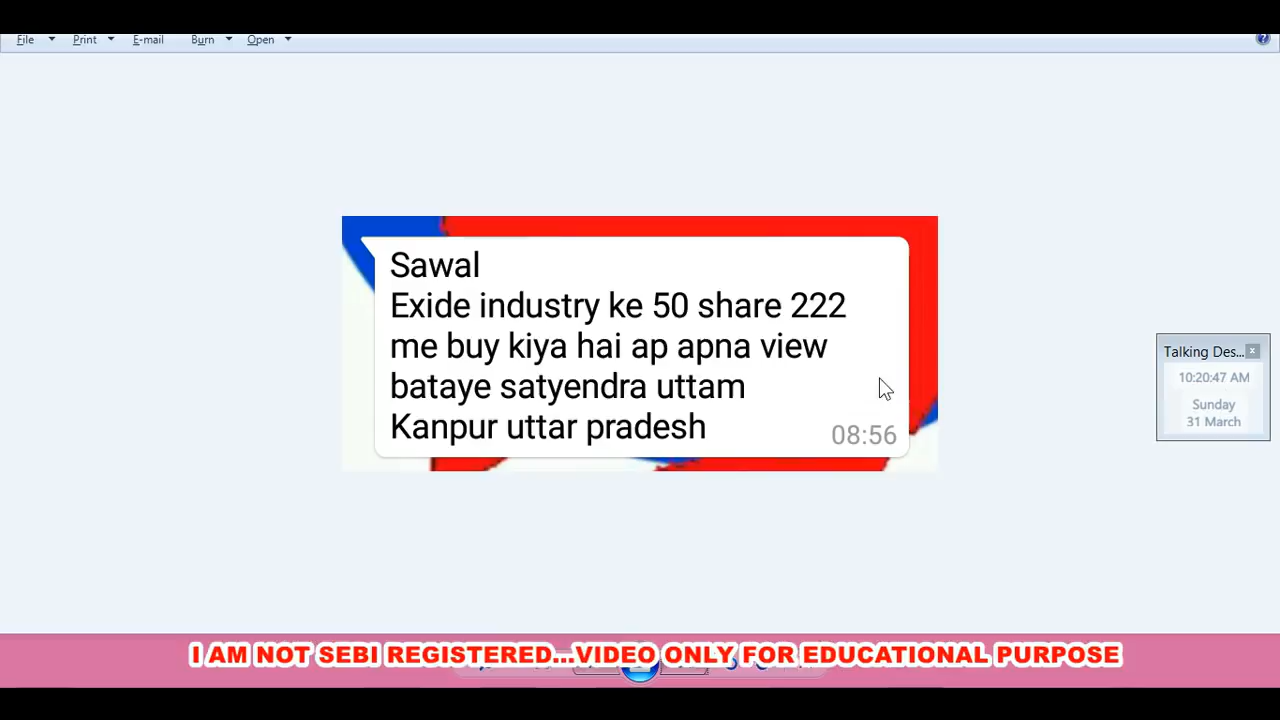 File Print E-mail Burn Open
Sawal
Exide industry ke 50 share 222
me buy kiya hai ap apna view
bataye satyendra uttam
Kanpur uttar pradesh
08:56
Talking Des...
10:20:47 AM
Sunday
31 March
I AM NOT SEBI REGISTERED...VIDEO ONLY FOR EDUCATIONAL PURPOSE